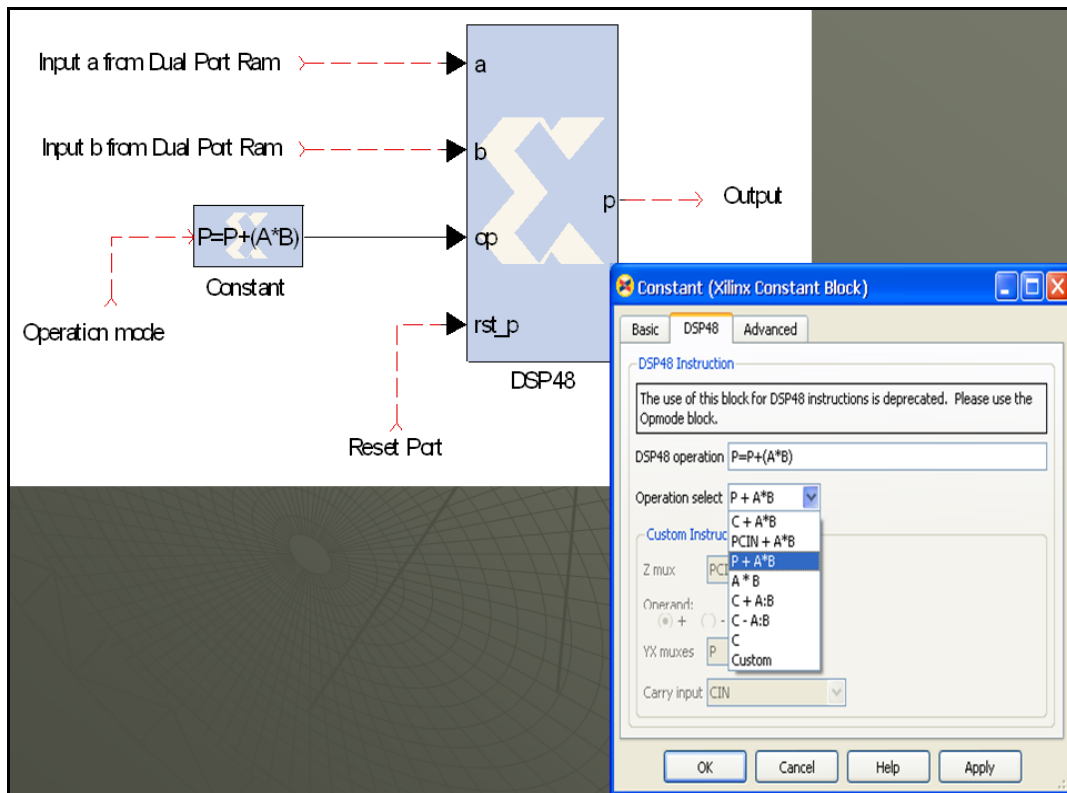 Input a from Dual Port Ram
a
Input b from Dual Port Ram
b
p
Output
P=P+(A*B)
op
Constant
Operation mode
rst_p
DSP48
Reset Port
Constant (Xilinx Constant Block)
Basic DSP48 Advanced
DSP48 Instruction
The use of this block for DSP48 instructions is deprecated. Please use the
Opmode block.
DSP48 operation P=P+(A*B)
Operation select P + A*B
C + A*B
Custom Instruc
PCIN + A*B
P + A*B
Z mux PCI
A * B
Operand:
C + A:B
+ -
C - A:B
C
YX muxes P
Custom
Carry input CIN
OK Cancel Help Apply